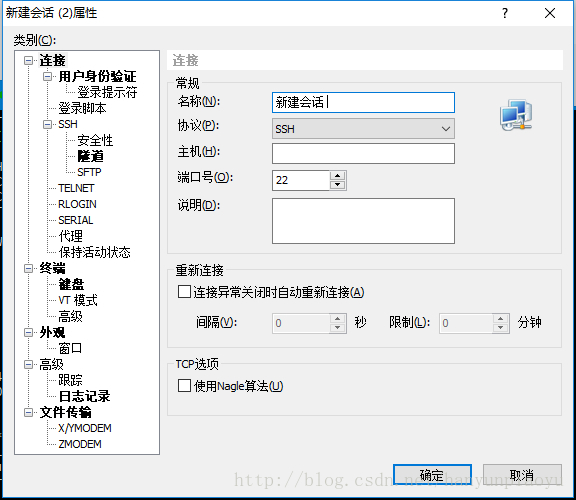 新建会话 (2)属性
类别(C):
连接
用户身份验证
登录提示符
登录脚本
SSH
安全性
隧道
SFTP
TELNET
RLOGIN
SERIAL
代理
保持活动状态
终端
键盘
VT 模式
高级
外观
窗口
高级
跟踪
日志记录
文件传输
X/YMODEM
ZMODEM
连接
常规
名称(N): 新建会话
协议(P): SSH
主机(H):
端口号(O): 22
说明(D):
重新连接
连接异常关闭时自动重新连接(A)
间隔(V): 0 秒 限制(L): 0 分钟
TCP选项
使用Nagle算法(U)
确定 取消